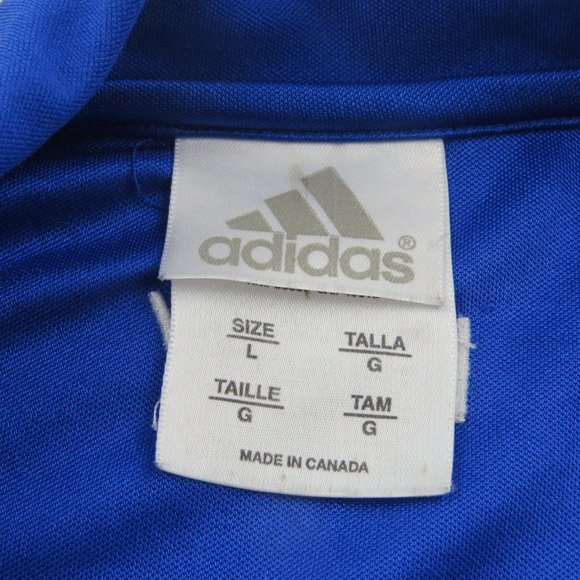 adidas®
SIZE TALLA
L G
TAILLE TAM
G G
MADE IN CANADA